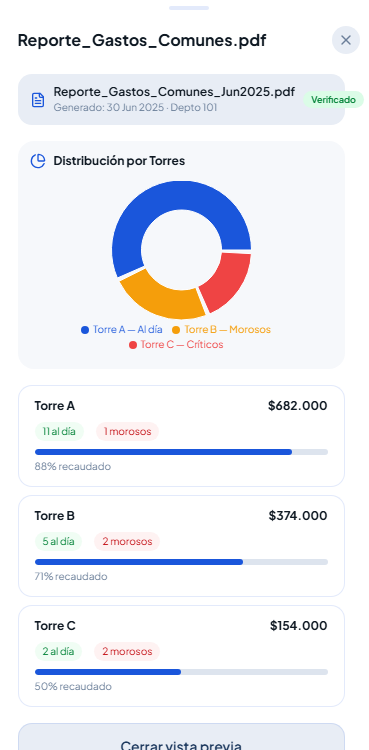 Reporte_Gastos_Comunes.pdf
Reporte_Gastos_Comunes_Jun2025.pdf
Verificado
Generado: 30 Jun 2025 · Depto 101
Distribución por Torres
Torre A — Al día
Torre B — Morosos
Torre C — Críticos
Torre A
$682.000
11 al día
1 morosos
88% recaudado
Torre B
$374.000
5 al día
2 morosos
71% recaudado
Torre C
$154.000
2 al día
2 morosos
50% recaudado
Cerrar vista previa